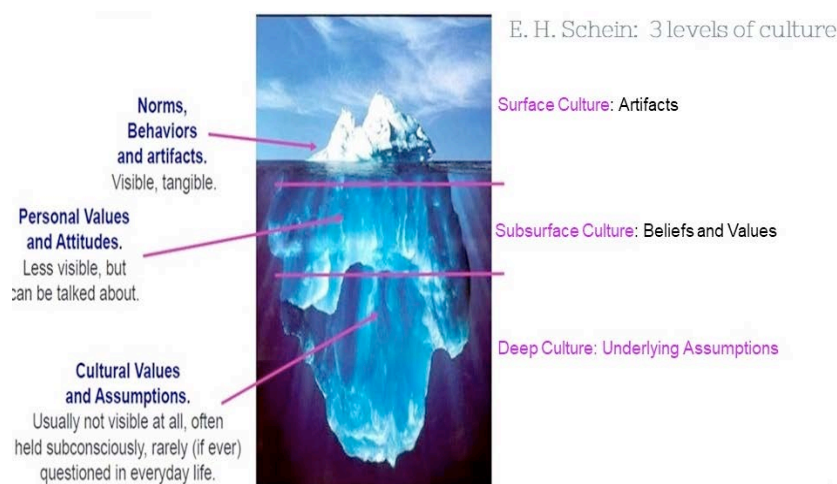 E. H. Schein: 3 levels of culture
Norms,
Behaviors
and artifacts.
Visible, tangible.
Surface Culture: Artifacts
Personal Values
and Attitudes.
Less visible, but
can be talked about.
Subsurface Culture: Beliefs and Values
Cultural Values
and Assumptions.
Usually not visible at all, often
held subconsciously, rarely (if ever)
questioned in everyday life.
Deep Culture: Underlying Assumptions